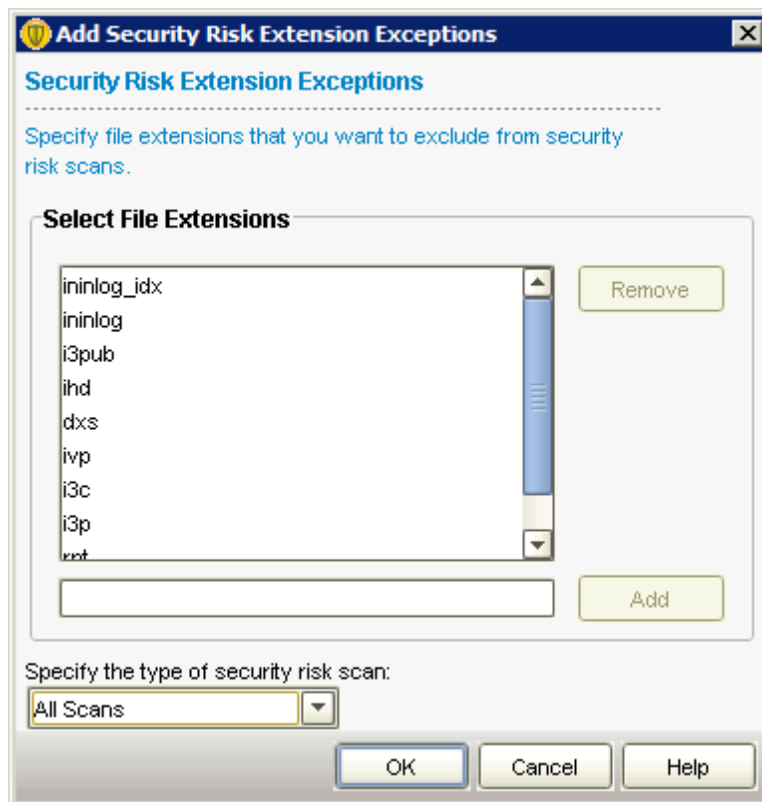 Add Security Risk Extension Exceptions
Security Risk Extension Exceptions
Specify file extensions that you want to exclude from security
risk scans.
Select File Extensions
ininlog_idx
Remove
ininlog
i3pub
ihd
dxs
ivp
i3c
i3p
rpt
Add
Specify the type of security risk scan:
All Scans
OK
Cancel
Help